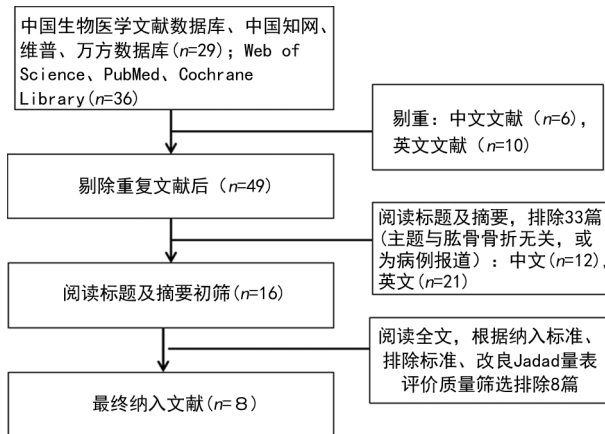 中国生物医学文献数据库、中国知网、
维普、万方数据库(n=29)；Web of
Science、PubMed、Cochrane
Library(n=36)
剔重：中文文献（n=6），
英文文献（n=10）
剔除重复文献后（n=49）
阅读标题及摘要，排除33篇
(主题与肱骨骨折无关，或
为病例报道）：中文(n=12)，
英文(n=21)
阅读标题及摘要初筛(n=16)
阅读全文，根据纳入标准、
排除标准、改良Jadad量表
评价质量筛选排除8篇
最终纳入文献(n=8)